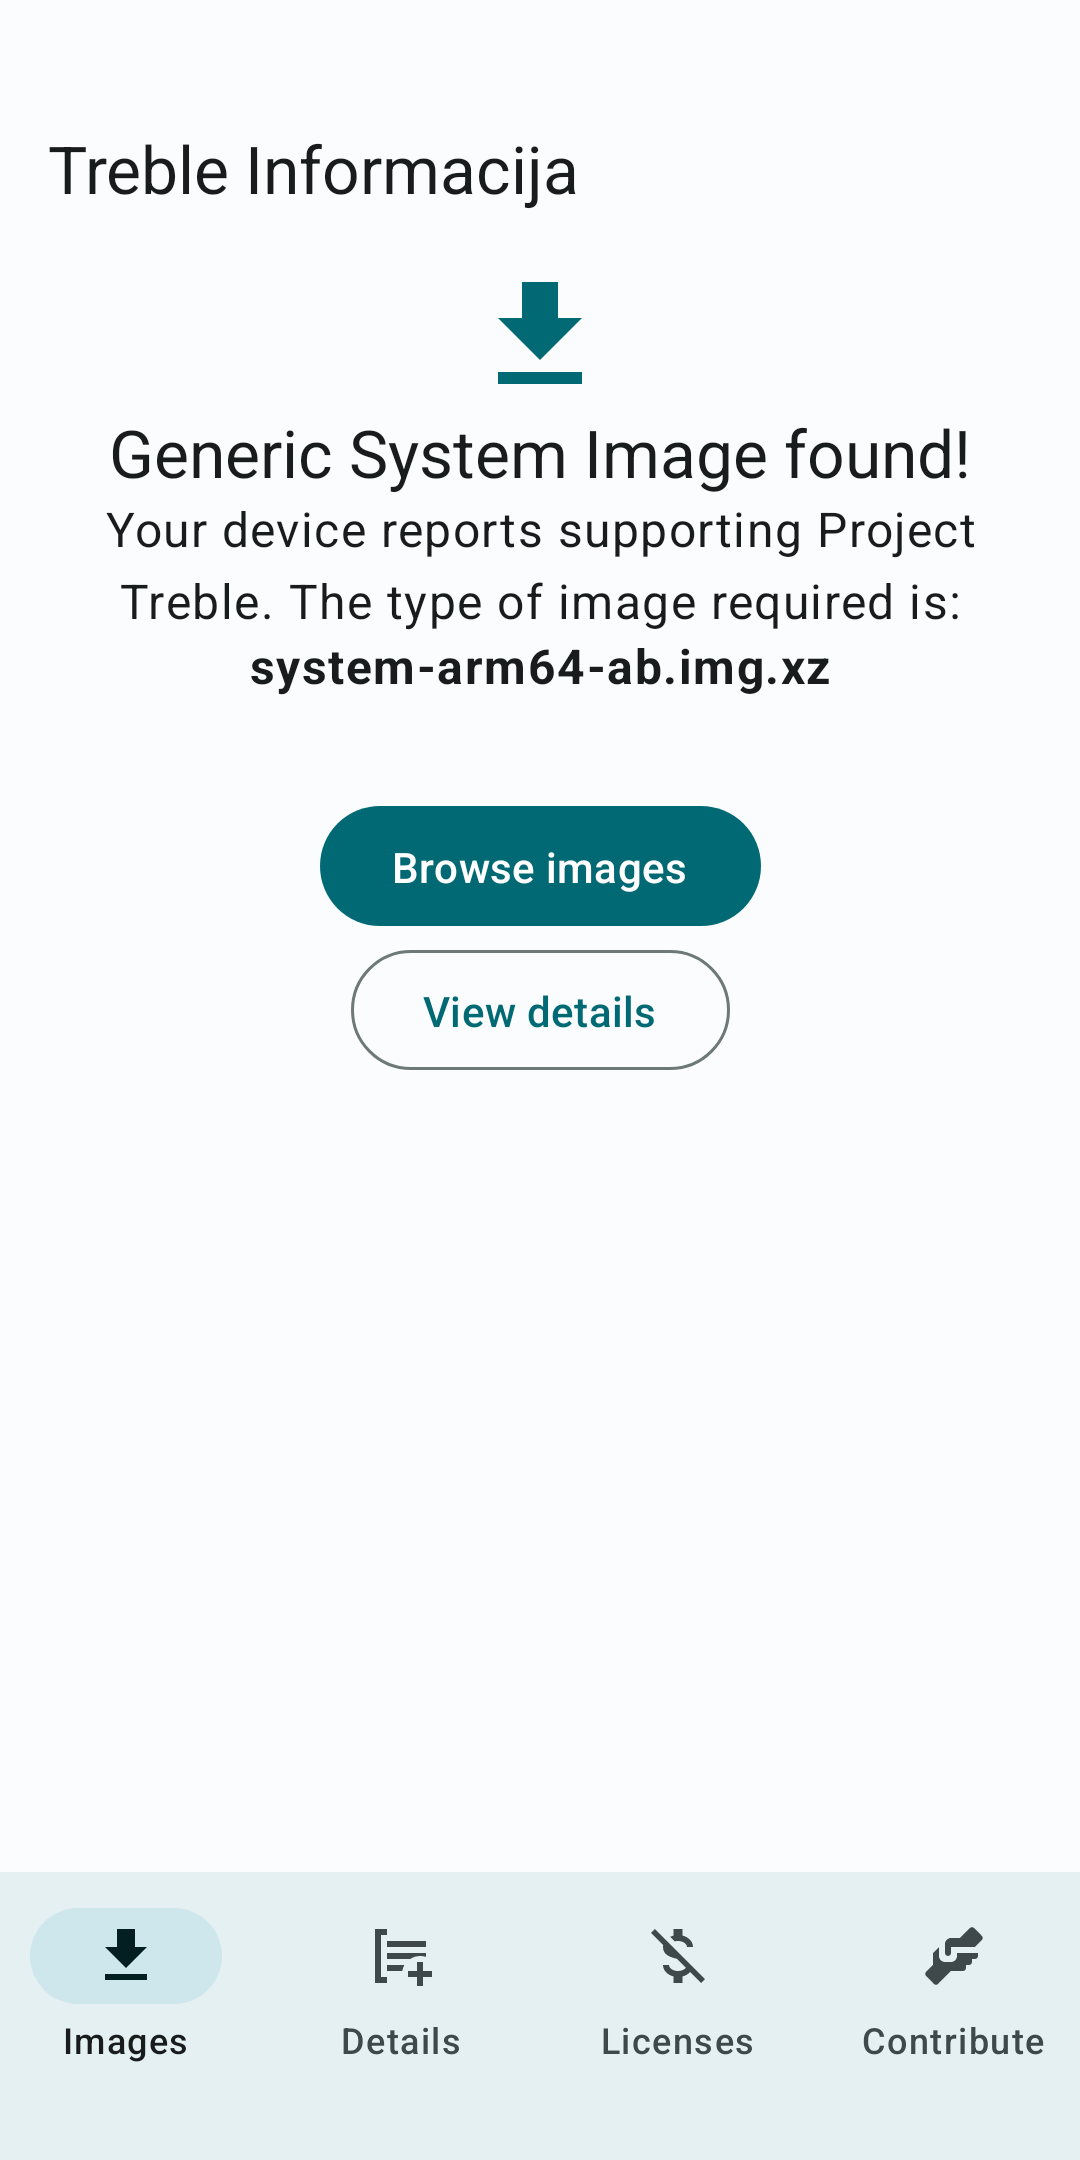 Treble Informacija
Generic System Image found!
Your device reports supporting Project
Treble. The type of image required is:
system-arm64-ab.img.xz
Browse images
View details
Images
Details
Licenses
Contribute